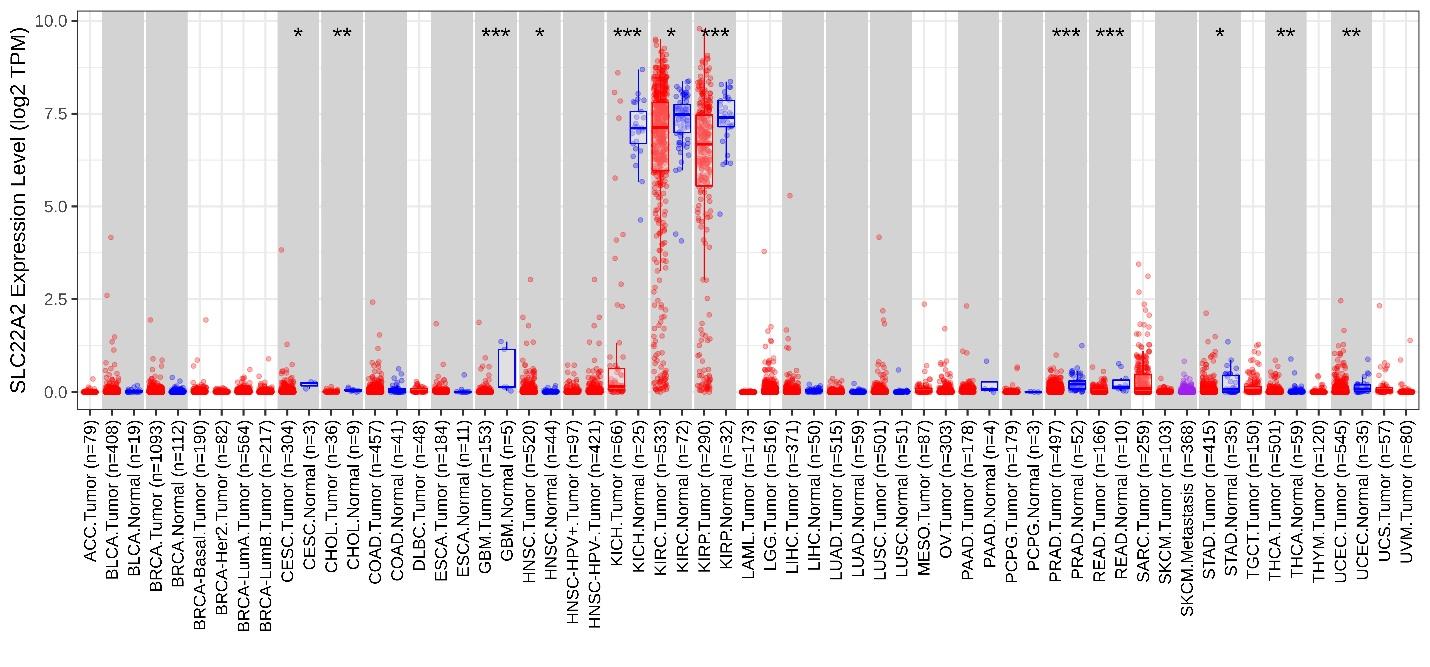 SLC22A2 Expression Level (log2 TPM)
10.0
7.5
5.0
2.5
0.0
* ** *** * *** * *** *** *** * ** **
ACC.Tumor (n=79)
BLCA.Tumor (n=408)
BLCA.Normal (n=19)
BRCA.Tumor (n=1093)
BRCA.Normal (n=112)
BRCA-Basal.Tumor (n=190)
BRCA-Her2.Tumor (n=82)
BRCA-LumA.Tumor (n=564)
BRCA-LumB.Tumor (n=217)
CESC.Tumor (n=304)
CESC.Normal (n=3)
CHOL.Tumor (n=36)
CHOL.Normal (n=9)
COAD.Tumor (n=457)
COAD.Normal (n=41)
DLBC.Tumor (n=48)
ESCA.Tumor (n=184)
ESCA.Normal (n=11)
GBM.Tumor (n=153)
GBM.Normal (n=5)
HNSC.Tumor (n=520)
HNSC.Normal (n=44)
HNSC-HPV+.Tumor (n=97)
HNSC-HPV-.Tumor (n=421)
KICH.Tumor (n=66)
KICH.Normal (n=25)
KIRC.Tumor (n=533)
KIRC.Normal (n=72)
KIRP.Tumor (n=290)
KIRP.Normal (n=32)
LAML.Tumor (n=173)
LGG.Tumor (n=516)
LIHC.Tumor (n=371)
LIHC.Normal (n=50)
LUAD.Tumor (n=515)
LUAD.Normal (n=59)
LUSC.Tumor (n=501)
LUSC.Normal (n=51)
MESO.Tumor (n=87)
OV.Tumor (n=303)
PAAD.Tumor (n=178)
PAAD.Normal (n=4)
PCPG.Tumor (n=179)
PCPG.Normal (n=3)
PRAD.Tumor (n=497)
PRAD.Normal (n=52)
READ.Tumor (n=166)
READ.Normal (n=10)
SARC.Tumor (n=259)
SKCM.Tumor (n=103)
SKCM.Metastasis (n=368)
STAD.Tumor (n=415)
STAD.Normal (n=35)
TGCT.Tumor (n=150)
THCA.Tumor (n=501)
THCA.Normal (n=59)
THYM.Tumor (n=120)
UCEC.Tumor (n=545)
UCEC.Normal (n=35)
UCS.Tumor (n=57)
UVM.Tumor (n=80)